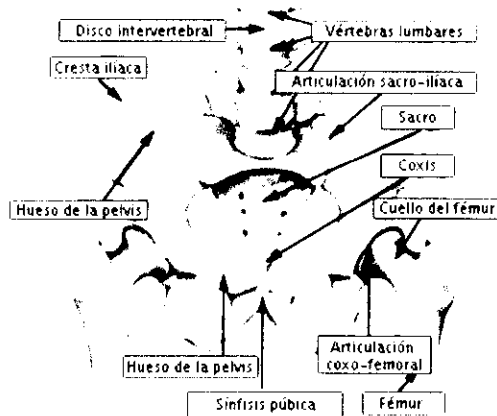 Disco intervertebral
Vértebras lumbares
Cresta ilíaca
Articulación sacro-ilíaca
Sacro
Coxís
Hueso de la pelvis
Cuello del fémur
Hueso de la pelvis
Articulación
coxo-femoral
Sínfisis púbica
Fémur